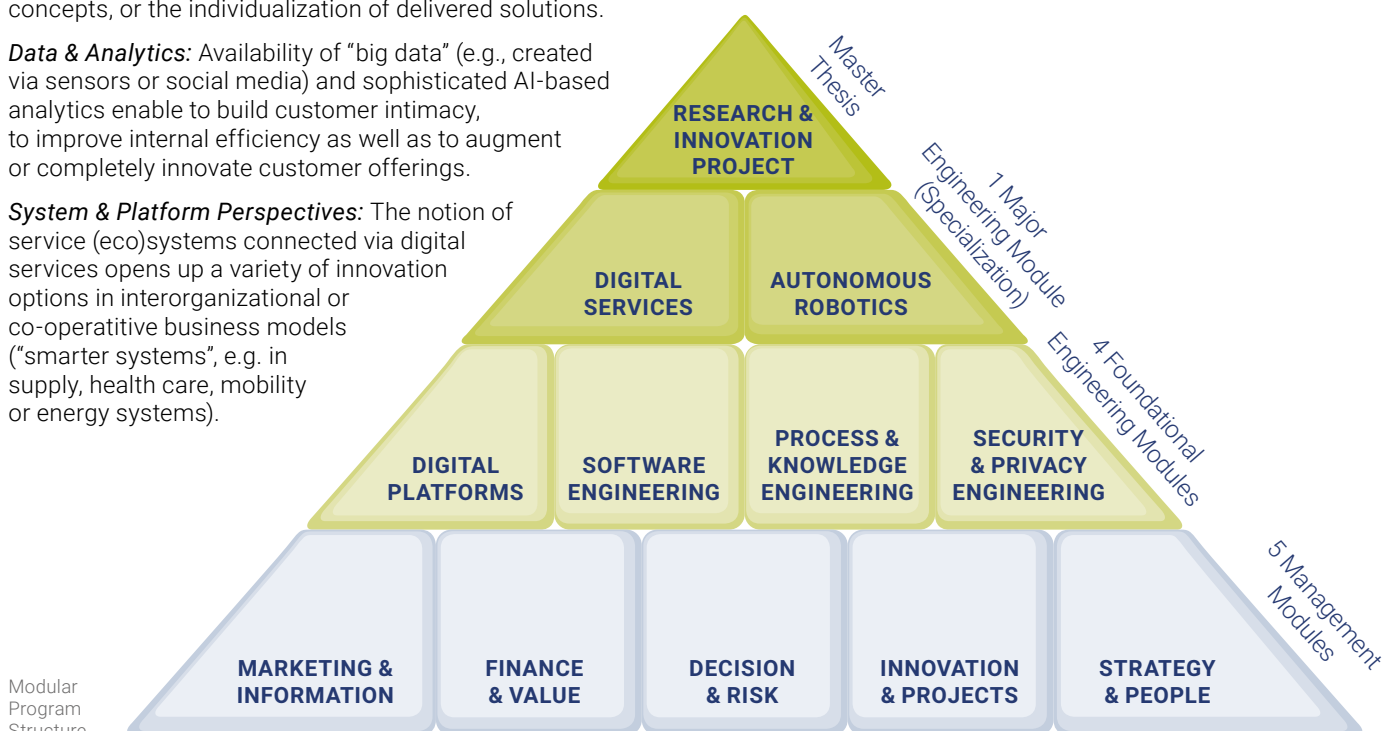 concepts, or the individualization of delivered solutions.
Data & Analytics: Availability of “big data” (e.g., created
via sensors or social media) and sophisticated AI-based
analytics enable to build customer intimacy,
to improve internal efficiency as well as to augment
or completely innovate customer offerings.
System & Platform Perspectives: The notion of
service (eco)systems connected via digital
services opens up a variety of innovation
options in interorganizational or
co-operatitive business models
(“smarter systems”, e.g. in
supply, health care, mobility
or energy systems).
RESEARCH &
INNOVATION
PROJECT
Master
Thesis
DIGITAL
SERVICES
AUTONOMOUS
ROBOTICS
1 Major
Engineering Module
(Specialization)
DIGITAL
PLATFORMS
SOFTWARE
ENGINEERING
PROCESS &
KNOWLEDGE
ENGINEERING
SECURITY
& PRIVACY
ENGINEERING
4 Foundational
Engineering Modules
MARKETING &
INFORMATION
FINANCE
& VALUE
DECISION
& RISK
INNOVATION
& PROJECTS
STRATEGY
& PEOPLE
5 Management
Modules
Modular
Program
Structure